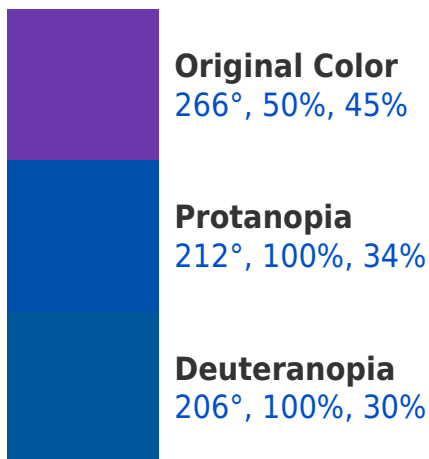 Original Color
266°, 50%, 45%
Protanopia
212°, 100%, 34%
Deuteranopia
206°, 100%, 30%